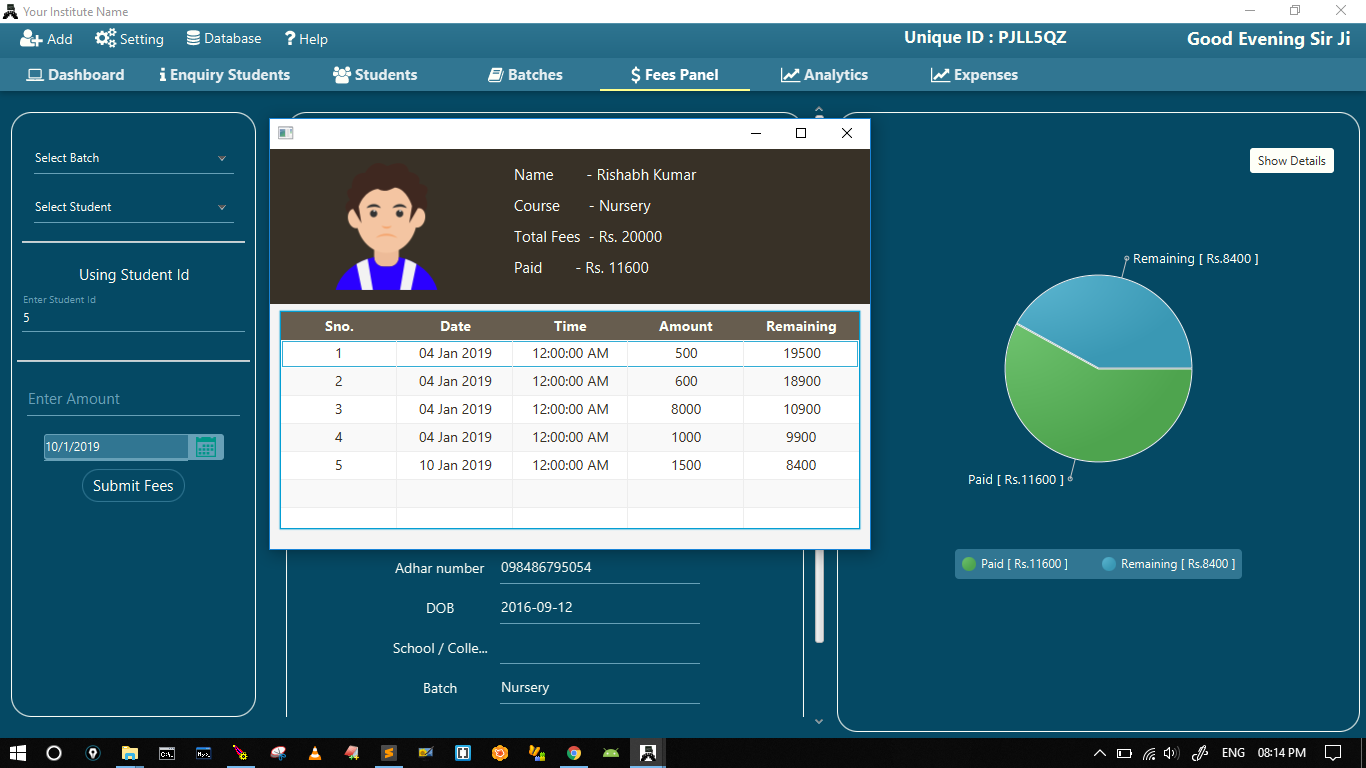 Your Institute Name
Add Setting Database ? Help
Unique ID : PJLL5QZ
Good Evening Sir Ji
Dashboard Enquiry Students Students Batches $ Fees Panel Analytics Expenses
Select Batch
Select Student
Using Student Id
Enter Student Id
5
Enter Amount
10/1/2019
Submit Fees
Name - Rishabh Kumar
Course - Nursery
Total Fees - Rs. 20000
Paid - Rs. 11600
Sno. Date Time Amount Remaining
1 04 Jan 2019 12:00:00 AM 500 19500
2 04 Jan 2019 12:00:00 AM 600 18900
3 04 Jan 2019 12:00:00 AM 8000 10900
4 04 Jan 2019 12:00:00 AM 1000 9900
5 10 Jan 2019 12:00:00 AM 1500 8400
Adhar number 098486795054
DOB 2016-09-12
School / Colle...
Batch Nursery
Show Details
Remaining [ Rs.8400 ]
Paid [ Rs.11600 ]
Paid [ Rs.11600 ] Remaining [ Rs.8400 ]
ENG 08:14 PM